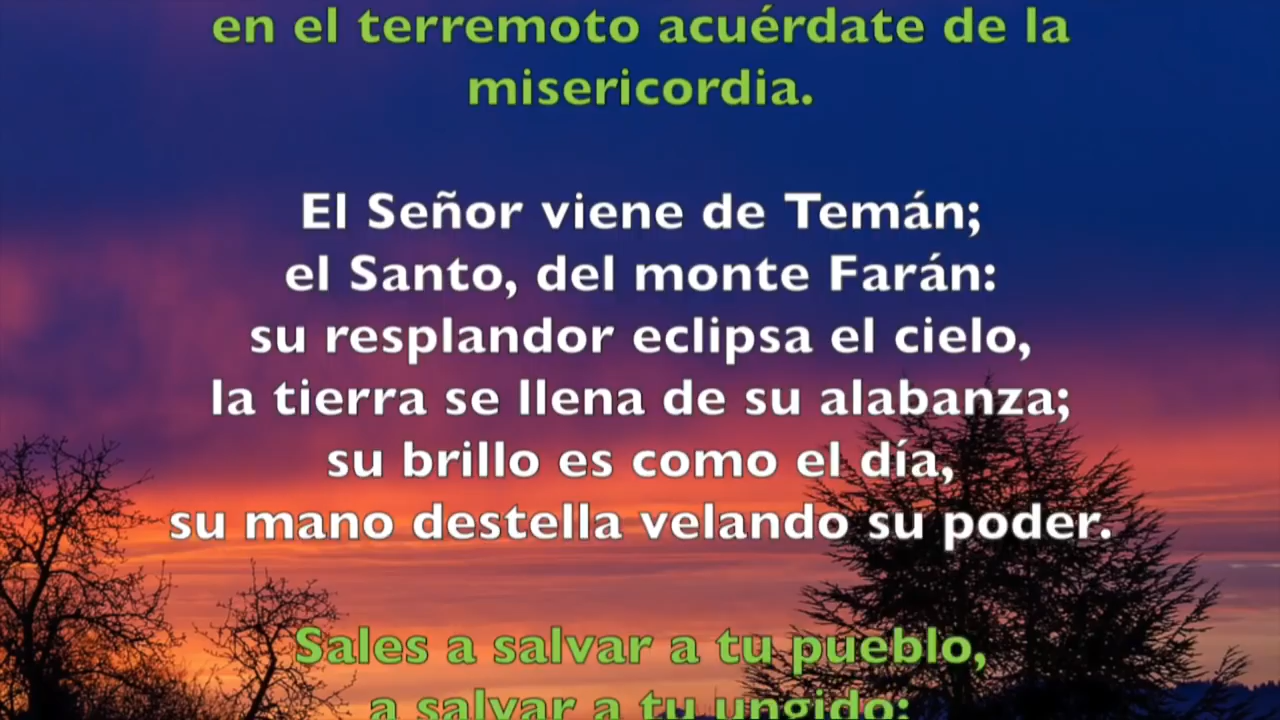 en el terremoto acuérdate de la
misericordia.
El Señor viene de Temán;
el Santo, del monte Farán:
su resplandor eclipsa el cielo,
la tierra se llena de su alabanza;
su brillo es como el día,
su mano destella velando su poder.
Sales a salvar a tu pueblo,
a salvar a tu ungido;